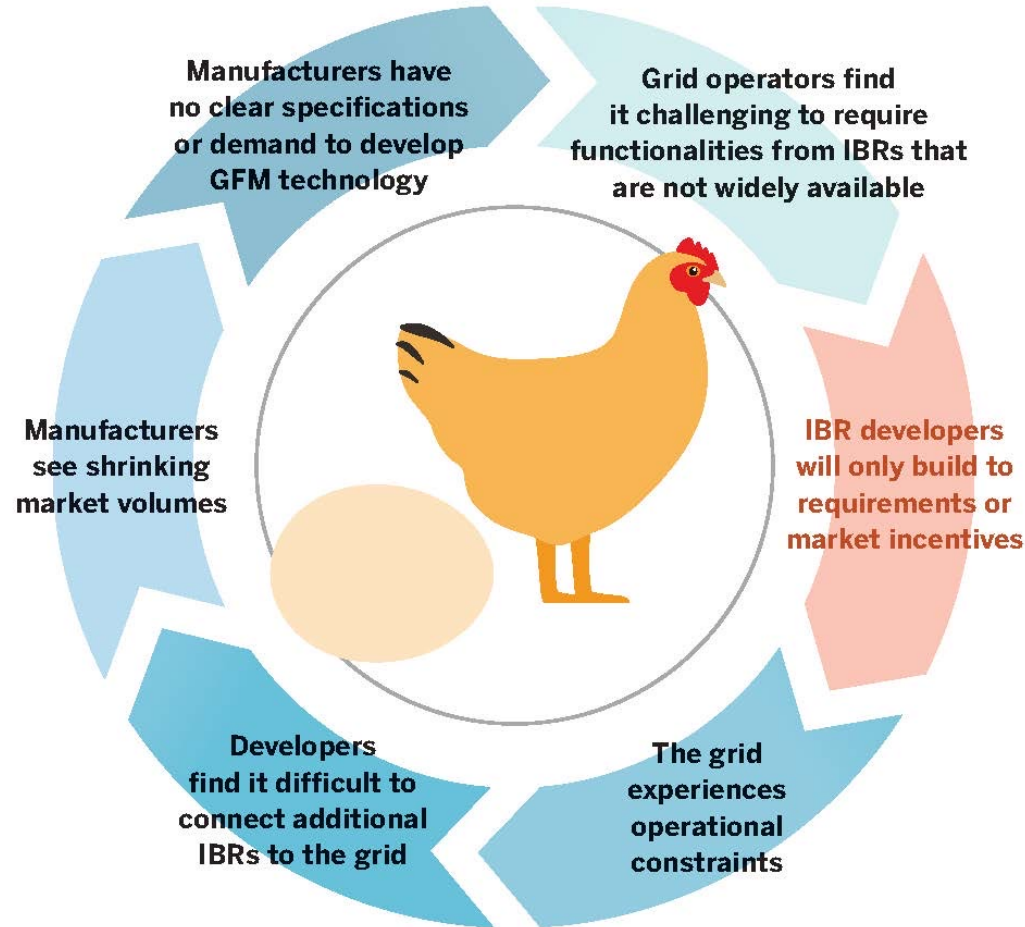 Manufacturers have
no clear specifications
or demand to develop
GFM technology
Grid operators find
it challenging to require
functionalities from IBRs that
are not widely available
IBR developers
will only build to
requirements or
market incentives
The grid
experiences
operational
constraints
Developers
find it difficult to
connect additional
IBRs to the grid
Manufacturers
see shrinking
market volumes